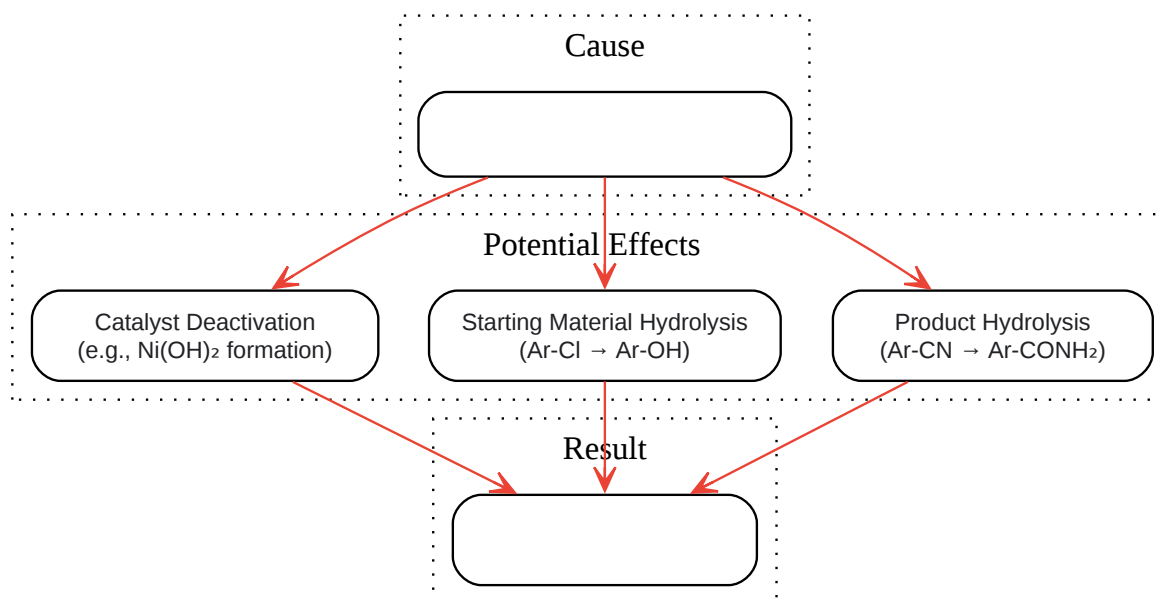 Cause
Potential Effects
Catalyst Deactivation
(e.g., Ni(OH)₂ formation)
Starting Material Hydrolysis
(Ar-Cl → Ar-OH)
Product Hydrolysis
(Ar-CN → Ar-CONH₂)
Result